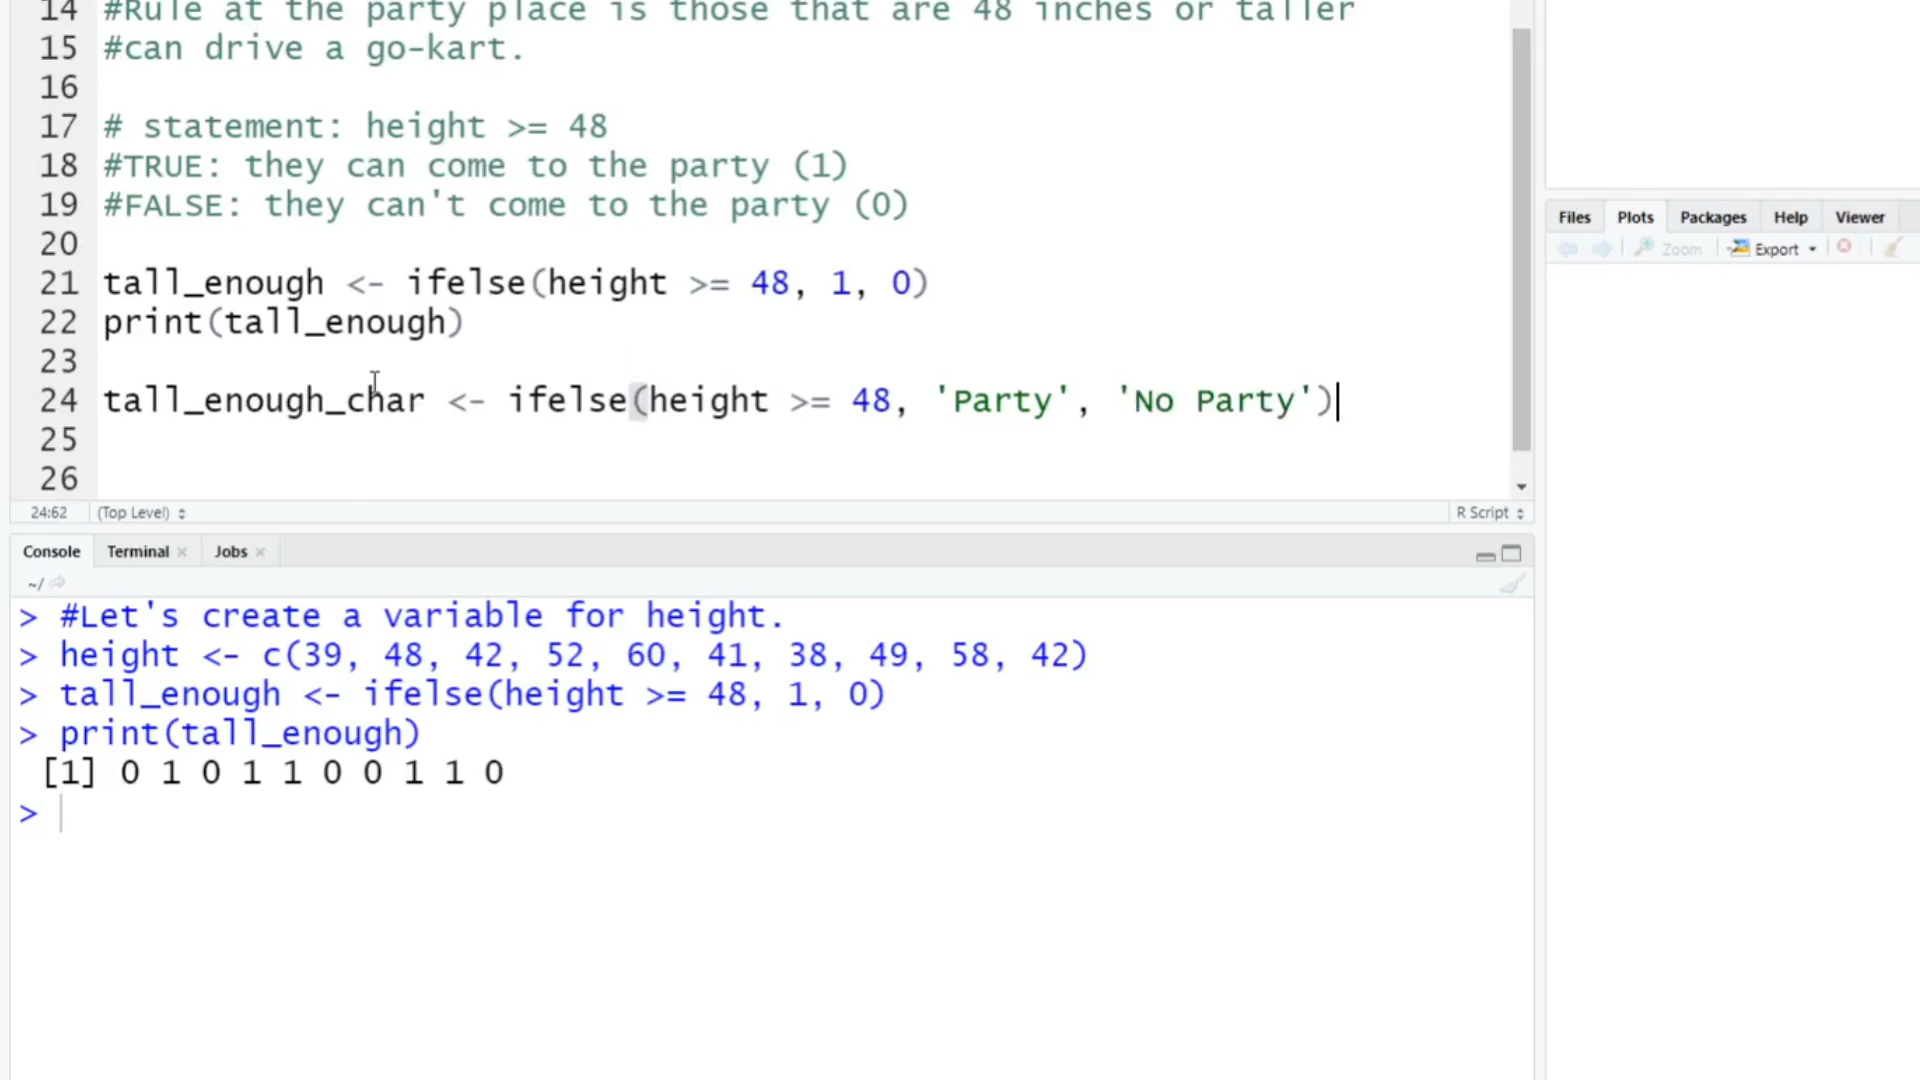 14 #Rule at the party place is those that are 48 inches or taller
15 #can drive a go-kart.
16
17 # statement: height >= 48
18 #TRUE: they can come to the party (1)
19 #FALSE: they can't come to the party (0)
20
21 tall_enough <- ifelse(height >= 48, 1, 0)
22 print(tall_enough)
23
24 tall_enough_char <- ifelse(height >= 48, 'Party', 'No Party')
25
26
24:62 (Top Level) R Script
Files Plots Packages Help Viewer
Zoom Export
Console Terminal Jobs
~/
> #Let's create a variable for height.
> height <- c(39, 48, 42, 52, 60, 41, 38, 49, 58, 42)
> tall_enough <- ifelse(height >= 48, 1, 0)
> print(tall_enough)
[1] 0 1 0 1 1 0 0 1 1 0
>